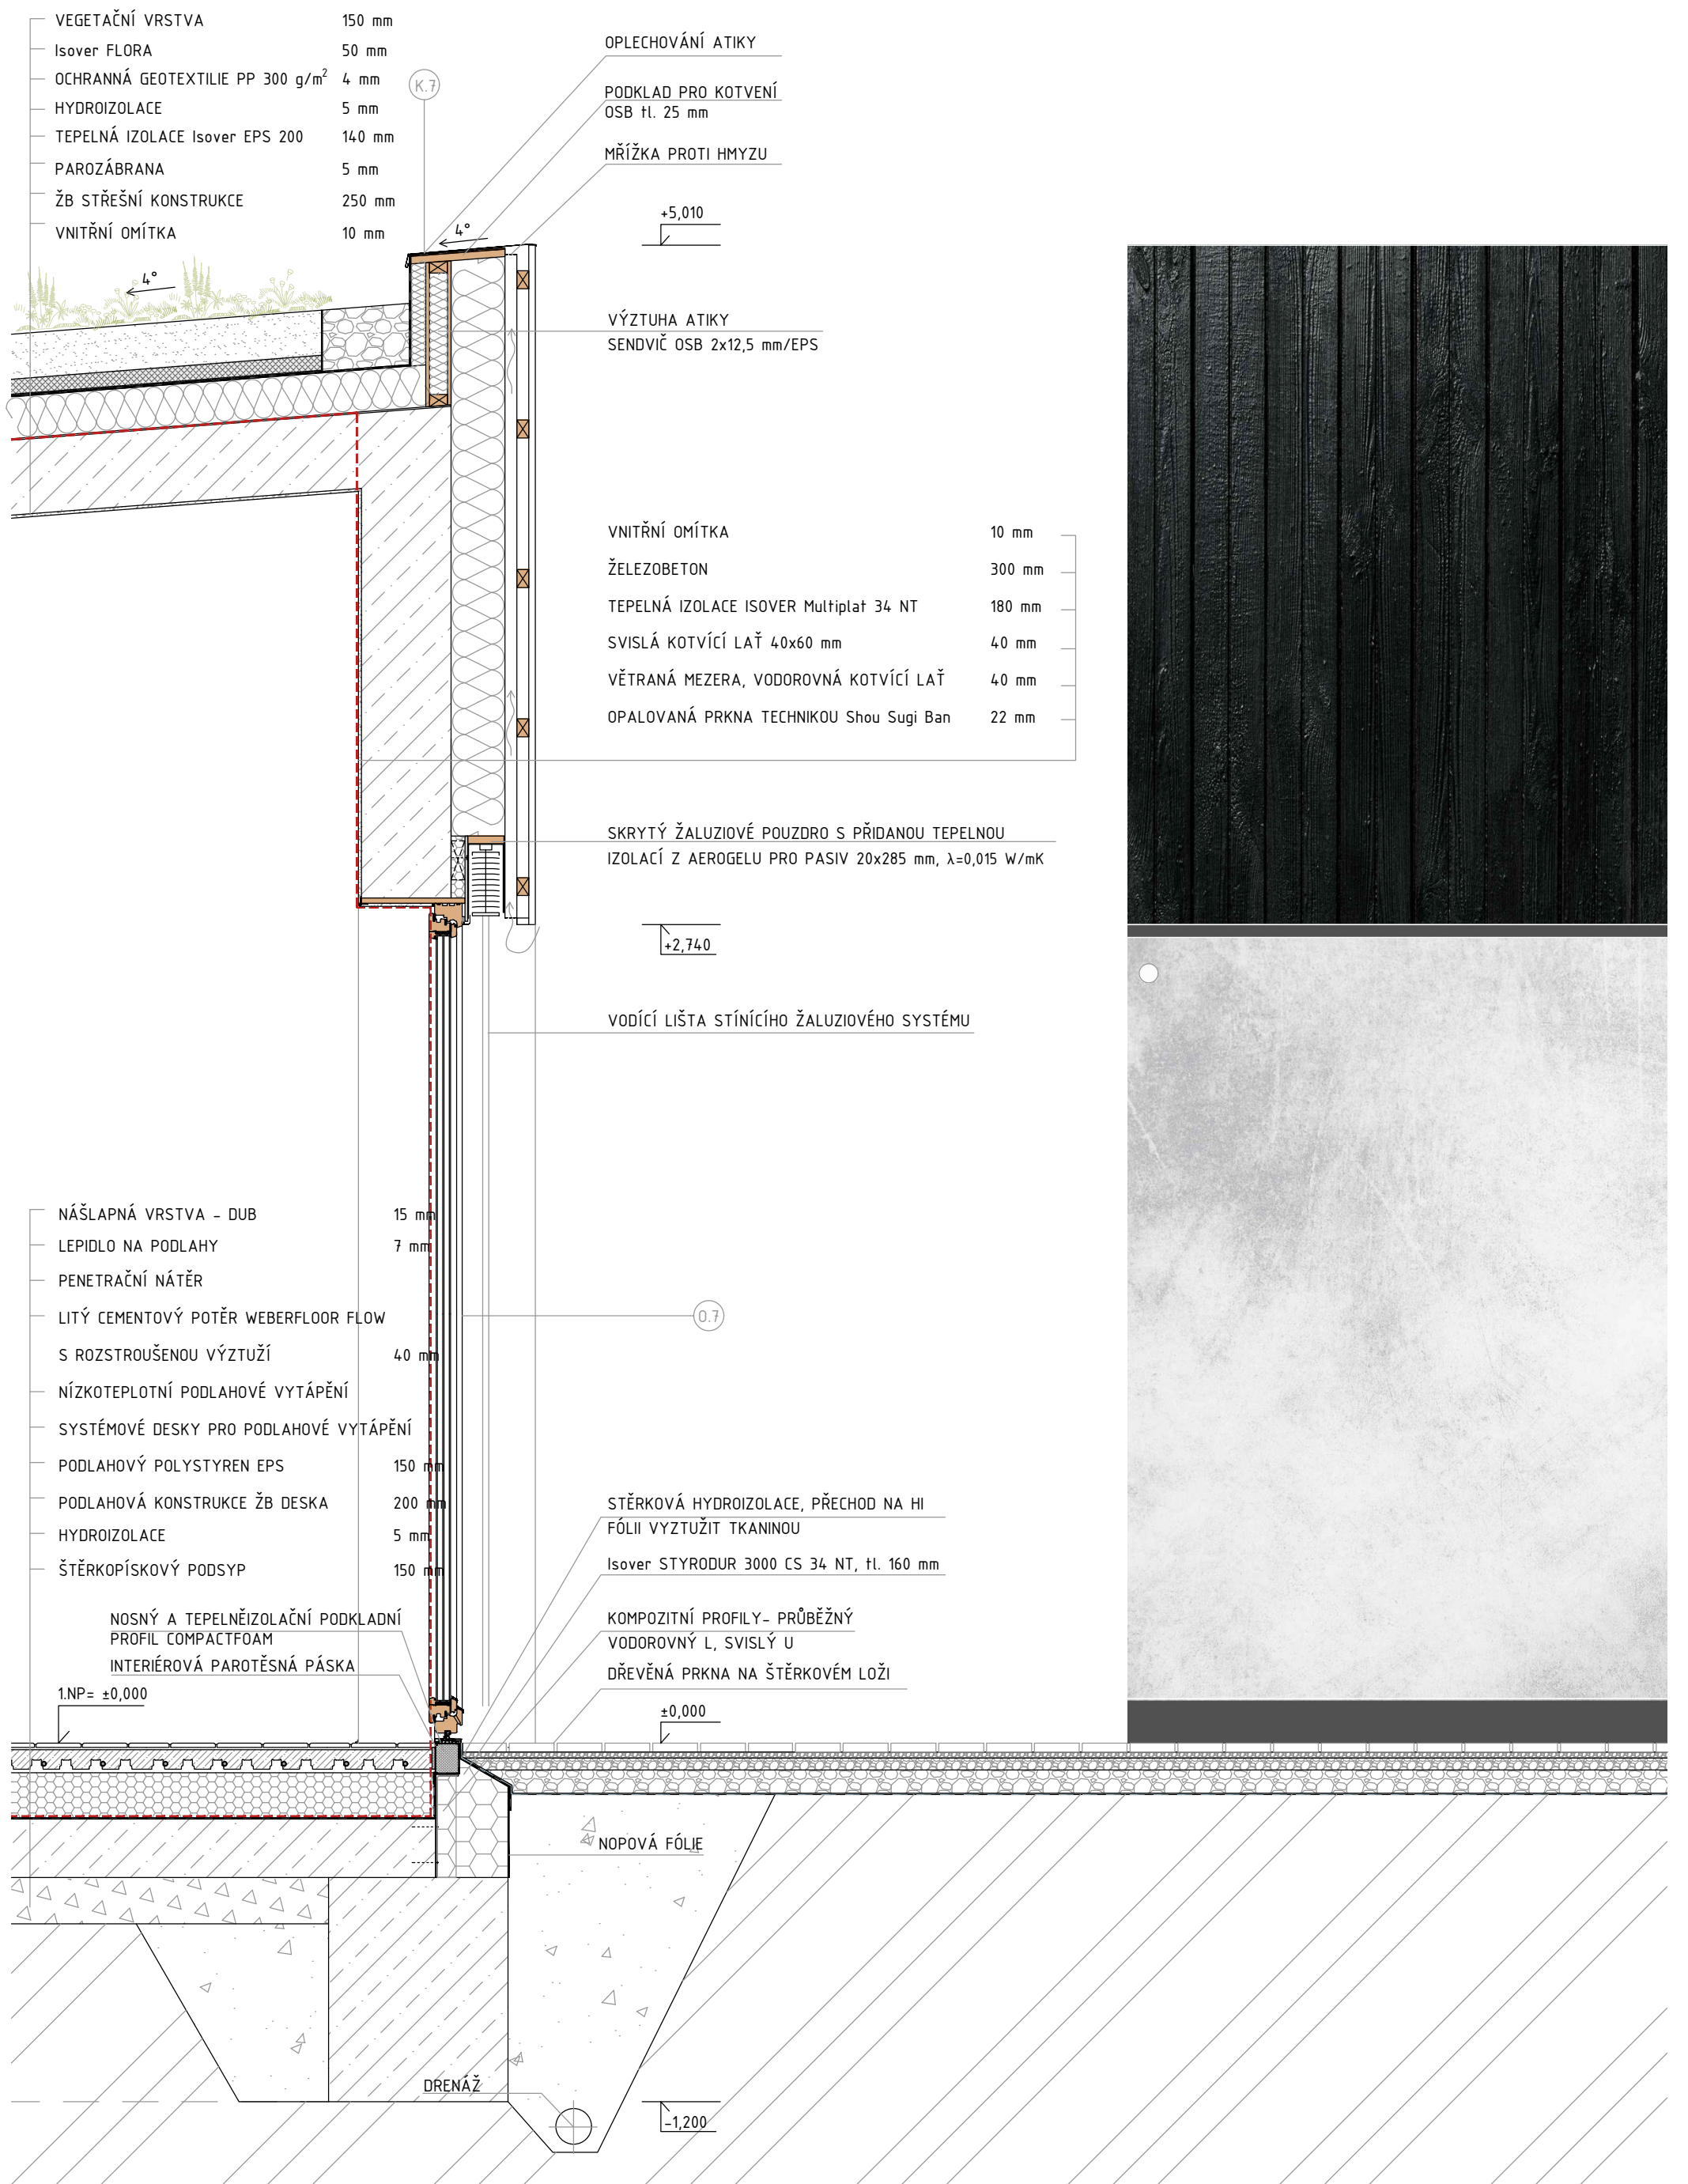 VEGETAČNÍ VRSTVA 150 mm
Isover FLORA 50 mm
OCHRANNÁ GEOTEXTILIE PP 300 g/m² 4 mm
HYDROIZOLACE 5 mm
TEPELNÁ IZOLACE Isover EPS 200 140 mm
PAROZÁBRANA 5 mm
ŽB STŘEŠNÍ KONSTRUKCE 250 mm
VNITŘNÍ OMÍTKA 10 mm
K.7
OPLECHOVÁNÍ ATIKY
PODKLAD PRO KOTVENÍ
OSB tl. 25 mm
MŘÍŽKA PROTI HMYZU
+5,010
4°
4°
VÝZTUHA ATIKY
SENDVIČ OSB 2x12,5 mm/EPS
VNITŘNÍ OMÍTKA 10 mm
ŽELEZOBETON 300 mm
TEPELNÁ IZOLACE ISOVER Multiplat 34 NT 180 mm
SVISLÁ KOTVÍCÍ LAŤ 40x60 mm 40 mm
VĚTRANÁ MEZERA, VODOROVNÁ KOTVÍCÍ LAŤ 40 mm
OPALOVANÁ PRKNA TECHNIKOU Shou Sugi Ban 22 mm
SKRYTÝ ŽALUZIOVÉ POUZDRO S PŘIDANOU TEPELNOU
IZOLACÍ Z AEROGELU PRO PASIV 20x285 mm, λ=0,015 W/mK
+2,740
VODÍCÍ LIŠTA STÍNÍCÍHO ŽALUZIOVÉHO SYSTÉMU
NÁŠLAPNÁ VRSTVA - DUB 15 mm
LEPIDLO NA PODLAHY 7 mm
PENETRAČNÍ NÁTĚR
LITÝ CEMENTOVÝ POTĚR WEBERFLOOR FLOW
S ROZSTROUŠENOU VÝZTUŽÍ 40 mm
NÍZKOTEPLOTNÍ PODLAHOVÉ VYTÁPĚNÍ
SYSTÉMOVÉ DESKY PRO PODLAHOVÉ VYTÁPĚNÍ
PODLAHOVÝ POLYSTYREN EPS 150 mm
PODLAHOVÁ KONSTRUKCE ŽB DESKA 200 mm
HYDROIZOLACE 5 mm
ŠTĚRKOPÍSKOVÝ PODSYP 150 mm
O.7
NOSNÝ A TEPELNĚIZOLAČNÍ PODKLADNÍ
PROFIL COMPACTFOAM
INTERIÉROVÁ PAROTĚSNÁ PÁSKA
1.NP= ±0,000
STĚRKOVÁ HYDROIZOLACE, PŘECHOD NA HI
FÓLII VYZTUŽIT TKANINOU
Isover STYRODUR 3000 CS 34 NT, tl. 160 mm
KOMPOZITNÍ PROFILY- PRŮBĚŽNÝ
VODOROVNÝ L, SVISLÝ U
DŘEVĚNÁ PRKNA NA ŠTĚRKOVÉM LOŽI
±0,000
NOPOVÁ FÓLIE
DRENÁŽ
-1,200